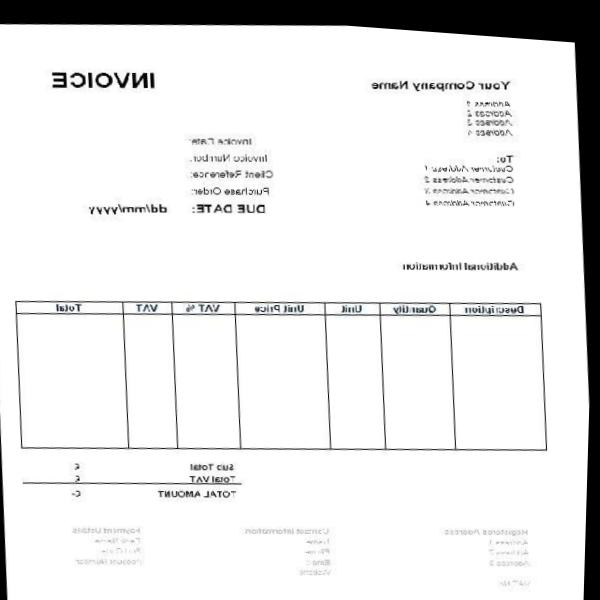 Your Company Name
INVOICE
Address 1
Address 2
Address 3
Address 4
Invoice Date:
To:
Invoice Number:
Customer Address 1
Client Reference:
Customer Address 2
Purchase Order:
Customer Address 3
Customer Address 4
DUE DATE: dd/mm/yyyy
Additional Information
Description Quantity Unit Unit Price VAT % VAT Total
Sub Total £
Total VAT £
TOTAL AMOUNT £-
Registered Address Contact Information Payment Details
Address 1 Name Bank Name
Address 2 Phone Sort Code
Address 3 Email Account Number
Website
VAT No: